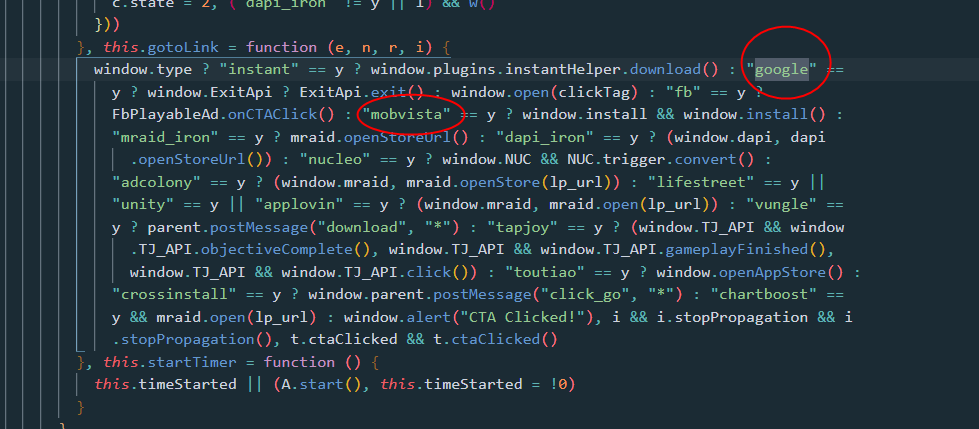 c.state = 2, ("dapi_iron" != y || I) && w()
}))
}, this.gotoLink = function (e, n, r, i) {
window.type ? "instant" == y ? window.plugins.instantHelper.download() : "google" ==
y ? window.ExitApi ? ExitApi.exit() : window.open(clickTag) : "fb" == y ?
FbPlayableAd.onCTAClick() : "mobvista" == y ? window.install && window.install() :
"mraid_iron" == y ? mraid.openStoreUrl() : "dapi_iron" == y ? (window.dapi, dapi
.openStoreUrl()) : "nucleo" == y ? window.NUC && NUC.trigger.convert() :
"adcolony" == y ? (window.mraid, mraid.openStore(lp_url)) : "lifestreet" == y ||
"unity" == y || "applovin" == y ? (window.mraid, mraid.open(lp_url)) : "vungle" ==
y ? parent.postMessage("download", "*") : "tapjoy" == y ? (window.TJ_API && window
.TJ_API.objectiveComplete(), window.TJ_API && window.TJ_API.gameplayFinished(),
window.TJ_API && window.TJ_API.click()) : "toutiao" == y ? window.openAppStore() :
"crossinstall" == y ? window.parent.postMessage("click_go", "*") : "chartboost" ==
y && mraid.open(lp_url) : window.alert("CTA Clicked!"), i && i.stopPropagation && i
.stopPropagation(), t.ctaClicked && t.ctaClicked()
}, this.startTimer = function () {
this.timeStarted || (A.start(), this.timeStarted = !0)
}